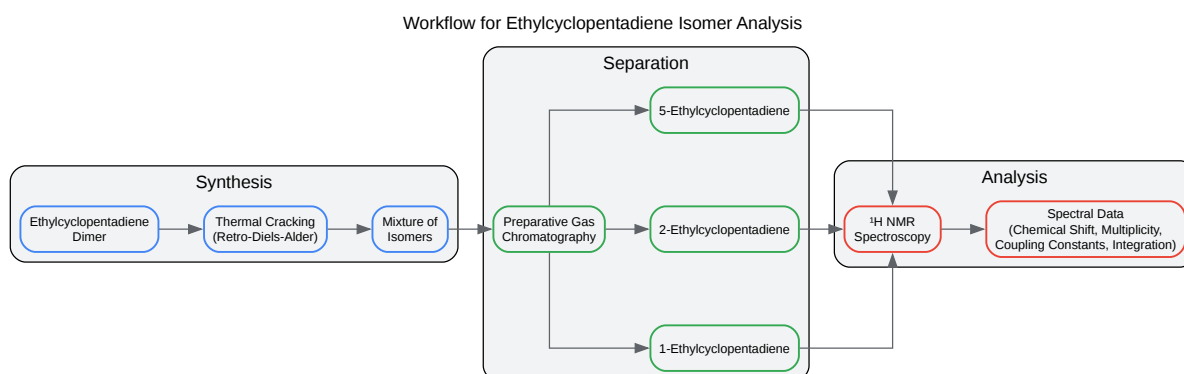 Workflow for Ethylcyclopentadiene Isomer Analysis
Synthesis
Ethylcyclopentadiene
Dimer
Thermal Cracking
(Retro-Diels-Alder)
Mixture of
Isomers
Separation
Preparative Gas
Chromatography
5-Ethylcyclopentadiene
2-Ethylcyclopentadiene
1-Ethylcyclopentadiene
Analysis
¹H NMR
Spectroscopy
Spectral Data
(Chemical Shift, Multiplicity,
Coupling Constants, Integration)